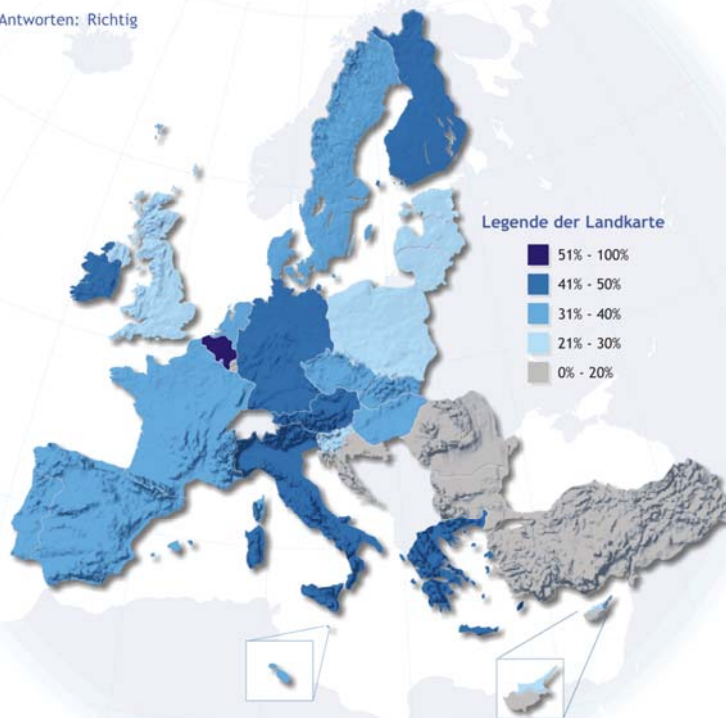 Antworten: Richtig
Legende der Landkarte
51% - 100%
41% - 50%
31% - 40%
21% - 30%
0% - 20%